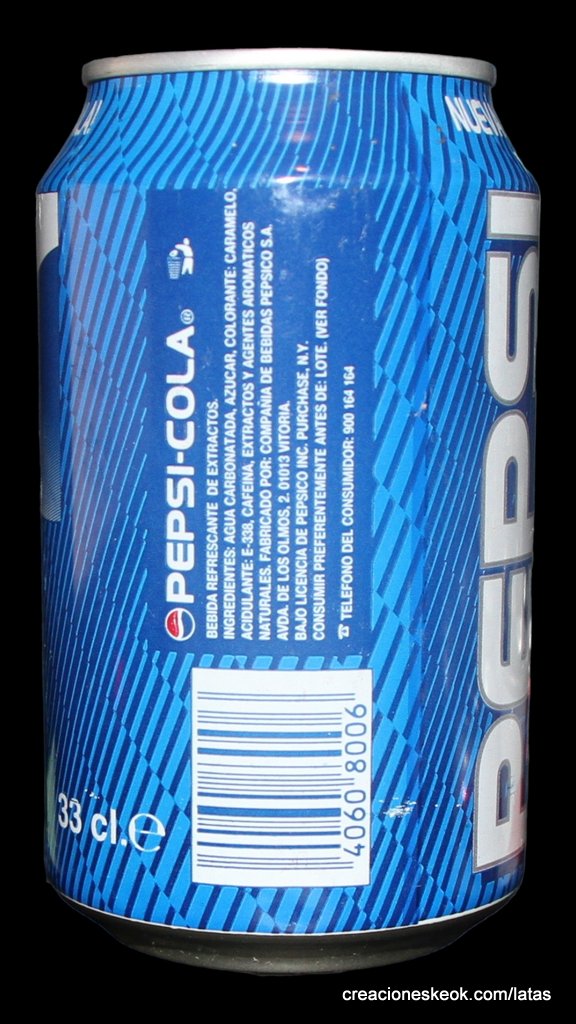 A!
NUEVA
PEPSI-COLA®
BEBIDA REFRESCANTE DE EXTRACTOS.
INGREDIENTES: AGUA CARBONATADA, AZUCAR, COLORANTE: CARAMELO,
ACIDULANTE: E-338, CAFEINA, EXTRACTOS Y AGENTES AROMATICOS
NATURALES. FABRICADO POR: COMPAÑIA DE BEBIDAS PEPSICO S.A.
AVDA. DE LOS OLMOS, 2. 01013 VITORIA.
BAJO LICENCIA DE PEPSICO INC. PURCHASE, N.Y.
CONSUMIR PREFERENTEMENTE ANTES DE: LOTE. (VER FONDO)
☎ TELEFONO DEL CONSUMIDOR: 900 164 164
4060 8006
33 cl.℮
PEPSI
creacioneskeok.com/latas